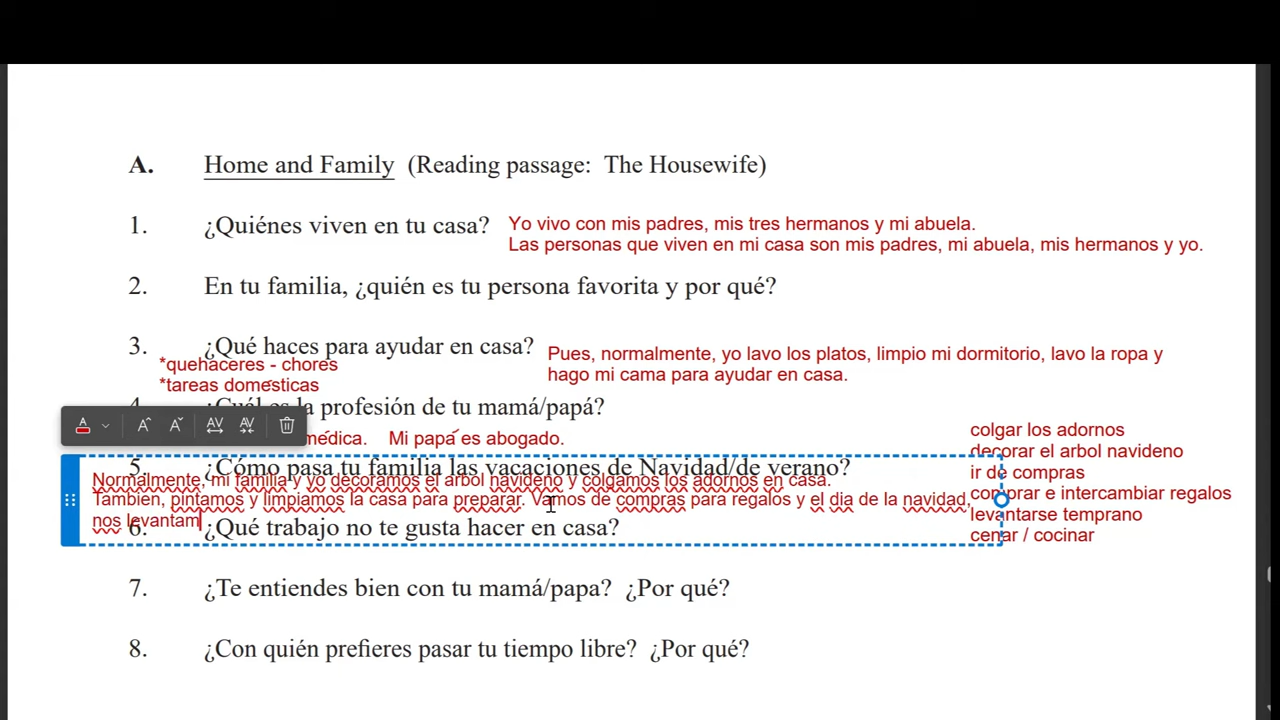 A. Home and Family (Reading passage: The Housewife)
1. ¿Quiénes viven en tu casa? Yo vivo con mis padres, mis tres hermanos y mi abuela.
Las personas que viven en mi casa son mis padres, mi abuela, mis hermanos y yo.
2. En tu familia, ¿quién es tu persona favorita y por qué?
3. ¿Qué haces para ayudar en casa? Pues, normalmente, yo lavo los platos, limpio mi dormitorio, lavo la ropa y
hago mi cama para ayudar en casa.
*quehaceres - chores
*tareas domesticas
¿Cuál es la profesión de tu mamá/papá?
médica. Mi papá es abogado.
5. ¿Cómo pasa tu familia las vacaciones de Navidad/de verano?
Normalmente, mi familia y yo decoramos el arbol navideno y colgamos los adornos en casa.
Tambien, pintamos y limpiamos la casa para preparar. Vamos de compras para regalos y el dia de la navidad,
nos levantam
colgar los adornos
decorar el arbol navideno
ir de compras
comprar e intercambiar regalos
levantarse temprano
cenar / cocinar
6. ¿Qué trabajo no te gusta hacer en casa?
7. ¿Te entiendes bien con tu mamá/papa? ¿Por qué?
8. ¿Con quién prefieres pasar tu tiempo libre? ¿Por qué?